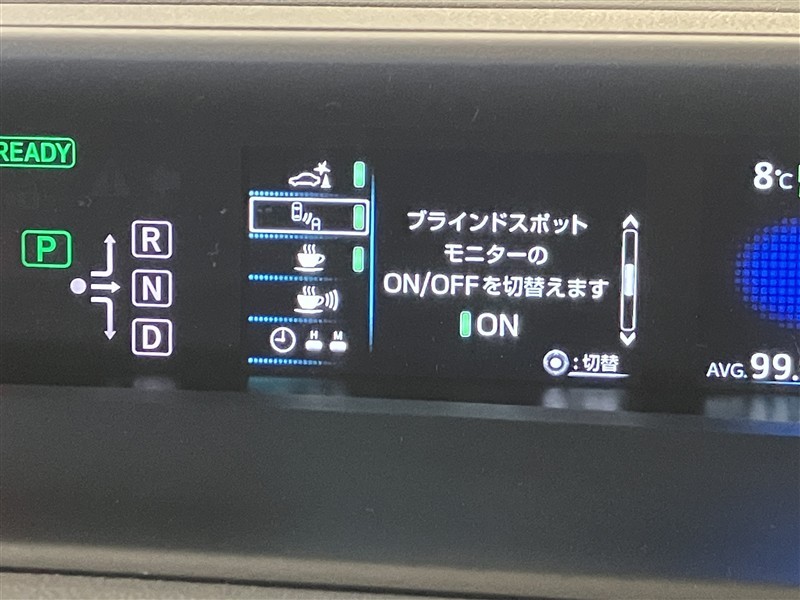 READY
8℃
P
R
N
D
H M
ブラインドスポット
モニターの
ON/OFFを切替えます
ON
:切替
AVG. 99.